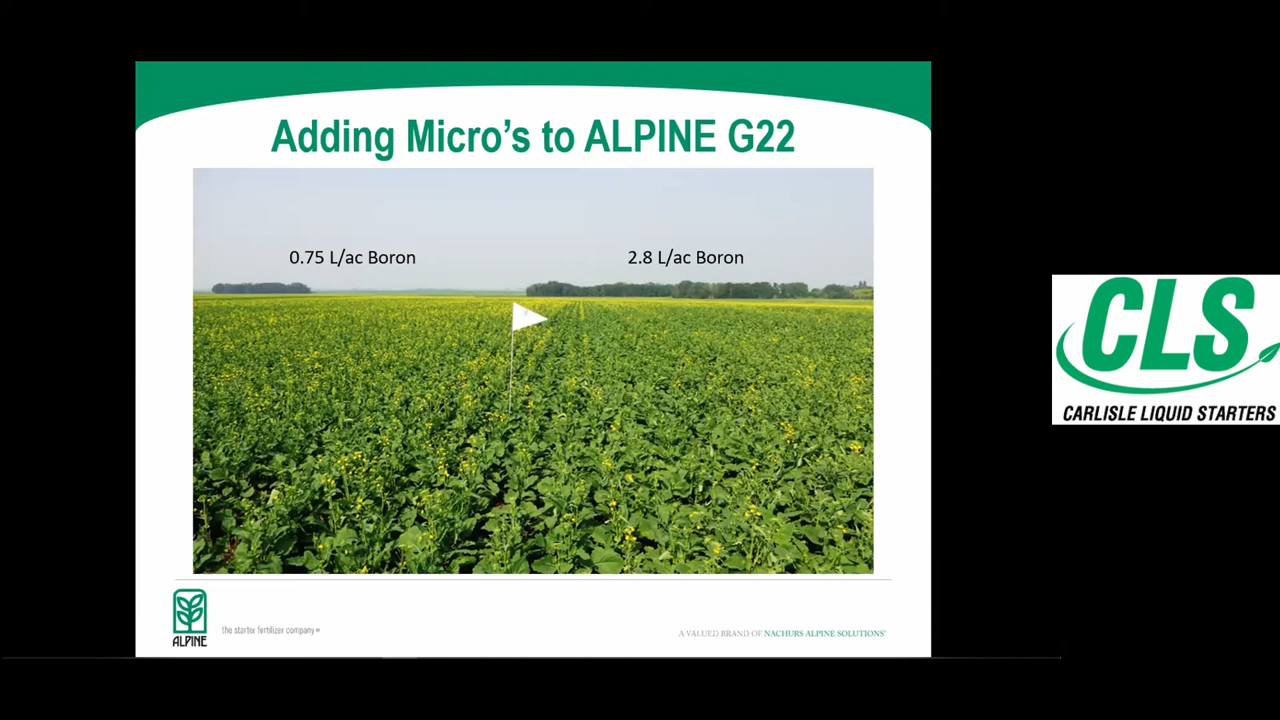 Adding Micro's to ALPINE G22
0.75 L/ac Boron
2.8 L/ac Boron
CLS
CARLISLE LIQUID STARTERS
ALPINE
the starter fertilizer company
A VALUED BRAND OF NACHURS ALPINE SOLUTIONS